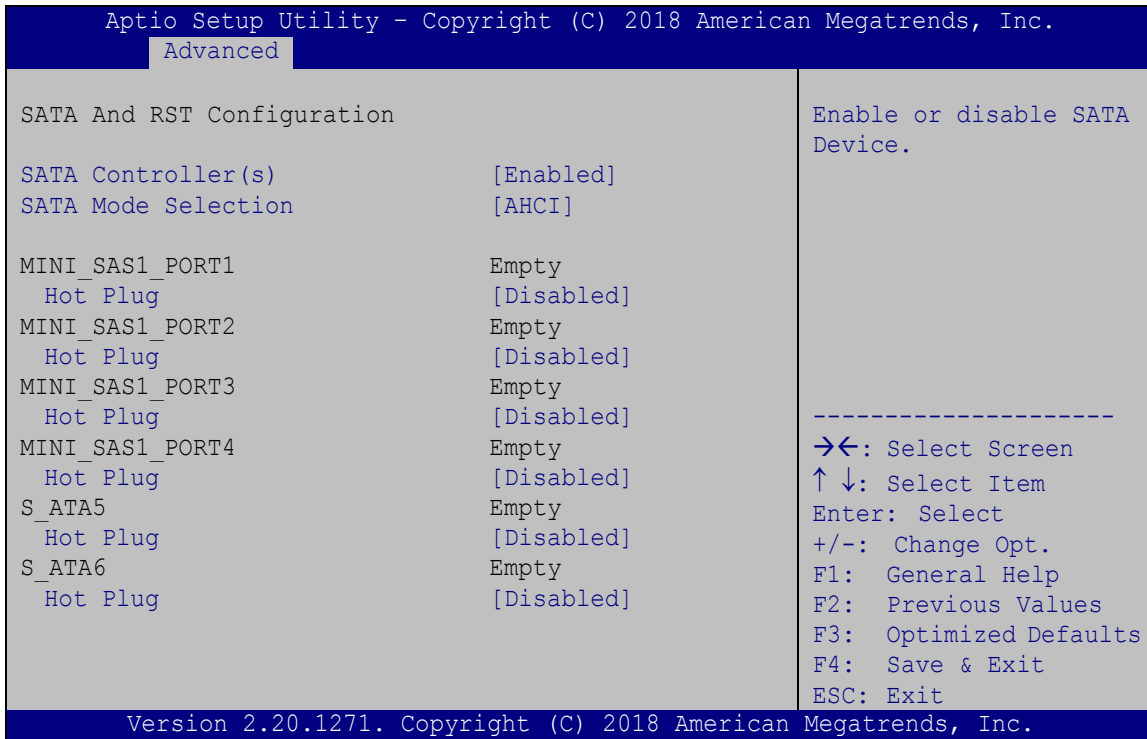 Aptio Setup Utility – Copyright (C) 2018 American Megatrends, Inc.
Advanced
SATA And RST Configuration
SATA Controller(s) [Enabled]
SATA Mode Selection [AHCI]
MINI_SAS1_PORT1 Empty
Hot Plug [Disabled]
MINI_SAS1_PORT2 Empty
Hot Plug [Disabled]
MINI_SAS1_PORT3 Empty
Hot Plug [Disabled]
MINI_SAS1_PORT4 Empty
Hot Plug [Disabled]
S_ATA5 Empty
Hot Plug [Disabled]
S_ATA6 Empty
Hot Plug [Disabled]
Enable or disable SATA
Device.
---------------------
→←: Select Screen
↑ ↓: Select Item
Enter: Select
+/-: Change Opt.
F1: General Help
F2: Previous Values
F3: Optimized Defaults
F4: Save & Exit
ESC: Exit
Version 2.20.1271. Copyright (C) 2018 American Megatrends, Inc.